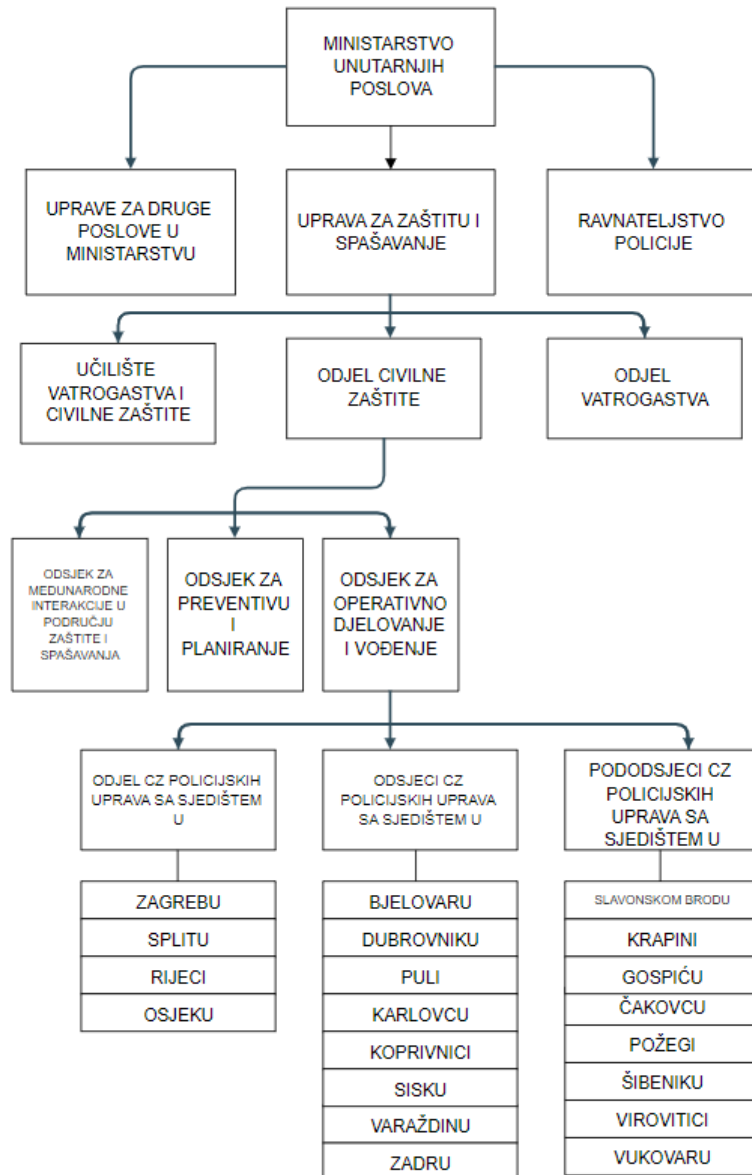 MINISTARSTVO
UNUTARNJIH
POSLOVA
UPRAVE ZA DRUGE
POSLOVE U
MINISTARSTVU
UPRAVA ZA ZAŠTITU I
SPAŠAVANJE
RAVNATELJSTVO
POLICIJE
UČILIŠTE
VATROGASTVA I
CIVILNE ZAŠTITE
ODJEL CIVILNE
ZAŠTITE
ODJEL
VATROGASTVA
ODSJEK ZA
MEDUNARODNE
INTERAKCIJE U
PODRUČJU
ZAŠTITE I
SPAŠAVANJA
ODSJEK ZA
PREVENTIVU
I
PLANIRANJE
ODSJEK ZA
OPERATIVNO
DJELOVANJE
I VOĐENJE
ODJEL CZ POLICIJSKIH
UPRAVA SA SJEDIŠTEM
U
ZAGREBU
SPLITU
RIJECI
OSJEKU
ODSJECI CZ
POLICIJSKIH UPRAVA
SA SJEDIŠTEM U
BJELOVARU
DUBROVNIKU
PULI
KARLOVCU
KOPRIVNICI
SISKU
VARAŽDINU
ZADRU
PODODSJECI CZ
POLICIJSKIH
UPRAVA SA
SJEDIŠTEM U
SLAVONSKOM BRODU
KRAPINI
GOSPIĆU
ČAKOVCU
POŽEGI
ŠIBENIKU
VIROVITICI
VUKOVARU